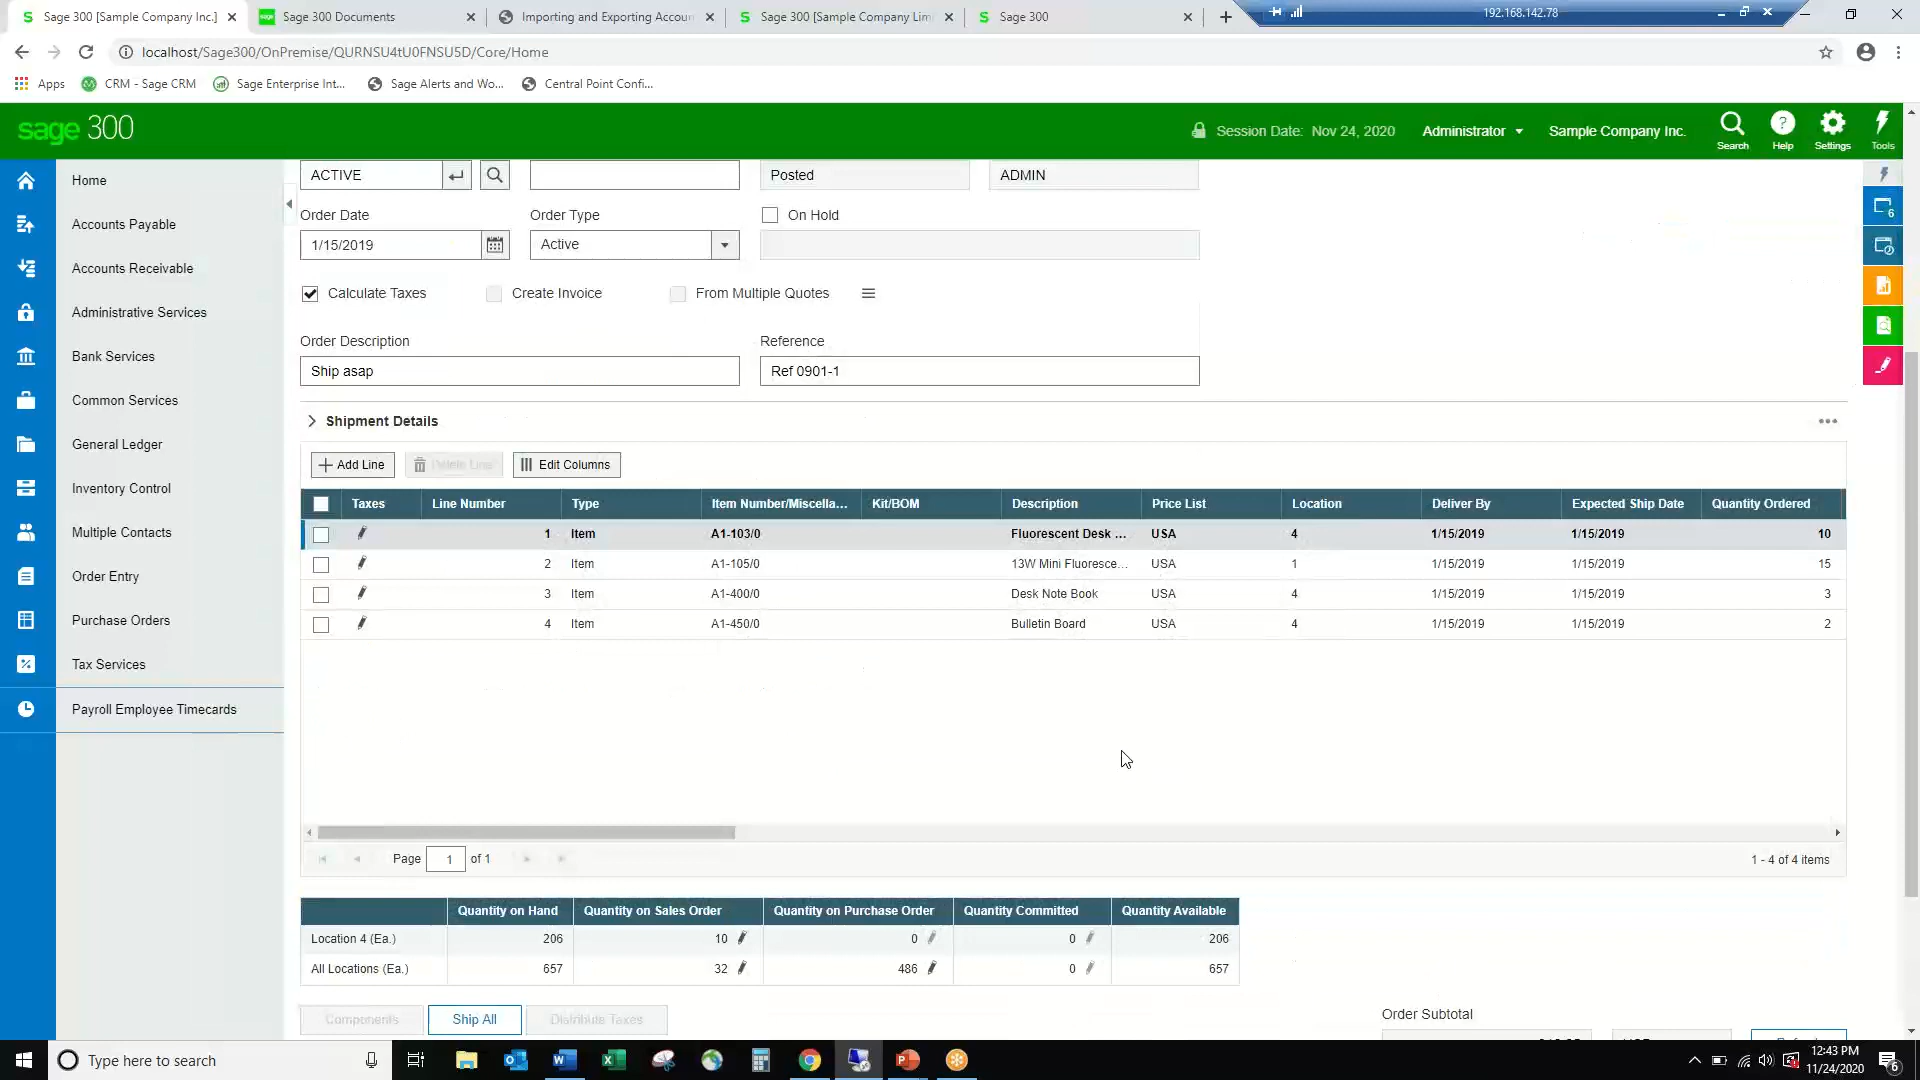 Sage 300 [Sample Company Inc.]
Sage 300 Documents
Importing and Exporting Accoun
Sage 300 [Sample Company Lim
Sage 300
192.168.142.78
localhost/Sage300/OnPremise/QURNSU4tU0FNSU5D/Core/Home
Apps
CRM - Sage CRM
Sage Enterprise Int...
Sage Alerts and Wo...
Central Point Confi...
sage 300
Session Date: Nov 24, 2020
Administrator
Sample Company Inc.
Search
Help
Settings
Tools
Home
Accounts Payable
Accounts Receivable
Administrative Services
Bank Services
Common Services
General Ledger
Inventory Control
Multiple Contacts
Order Entry
Purchase Orders
Tax Services
Payroll Employee Timecards
6
ACTIVE
Posted
ADMIN
Order Date
Order Type
On Hold
1/15/2019
Active
Calculate Taxes
Create Invoice
From Multiple Quotes
Order Description
Reference
Ship asap
Ref 0901-1
Shipment Details
Add Line
Delete Line
Edit Columns
Taxes Line Number Type Item Number/Miscella... Kit/BOM Description Price List Location Deliver By Expected Ship Date Quantity Ordered
1 Item A1-103/0 Fluorescent Desk ... USA 4 1/15/2019 1/15/2019 10
2 Item A1-105/0 13W Mini Fluoresce... USA 1 1/15/2019 1/15/2019 15
3 Item A1-400/0 Desk Note Book USA 4 1/15/2019 1/15/2019 3
4 Item A1-450/0 Bulletin Board USA 4 1/15/2019 1/15/2019 2
Page 1 of 1
1 - 4 of 4 items
Quantity on Hand Quantity on Sales Order Quantity on Purchase Order Quantity Committed Quantity Available
Location 4 (Ea.) 206 10 0 0 206
All Locations (Ea.) 657 32 486 0 657
Components
Ship All
Distribute Taxes
Order Subtotal
Type here to search
12:43 PM
11/24/2020
6